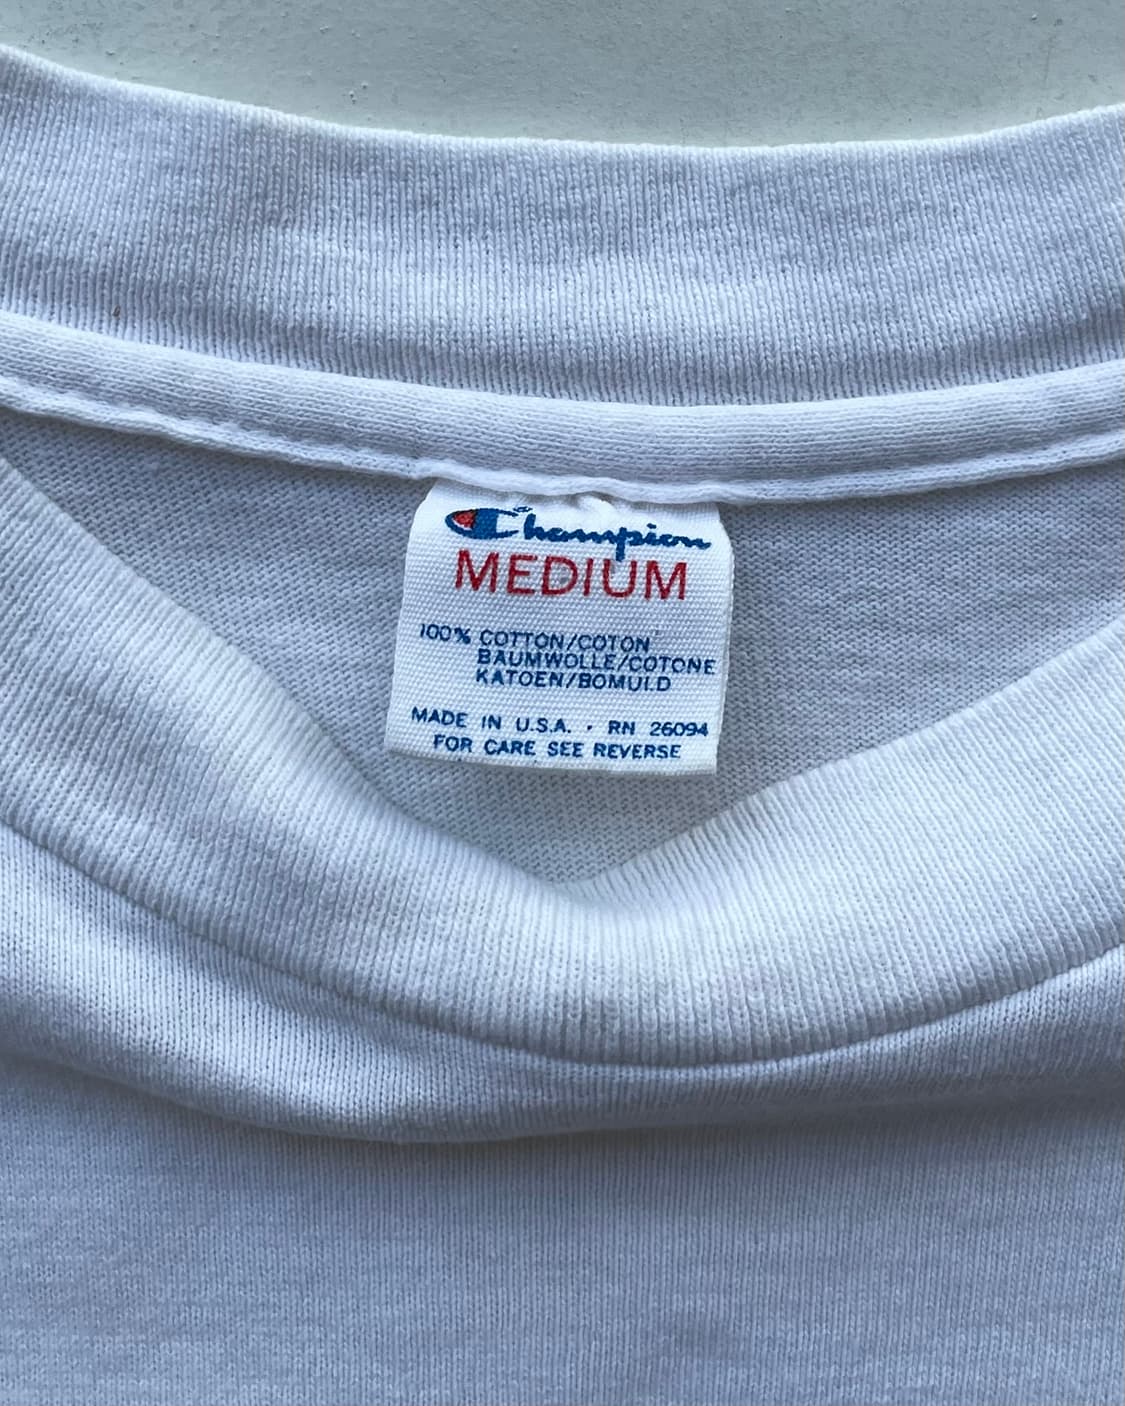 Champion
MEDIUM
100% COTTON/COTON
BAUMWOLLE/COTONE
KATOEN/BOMULD
MADE IN U.S.A. · RN 26094
FOR CARE SEE REVERSE